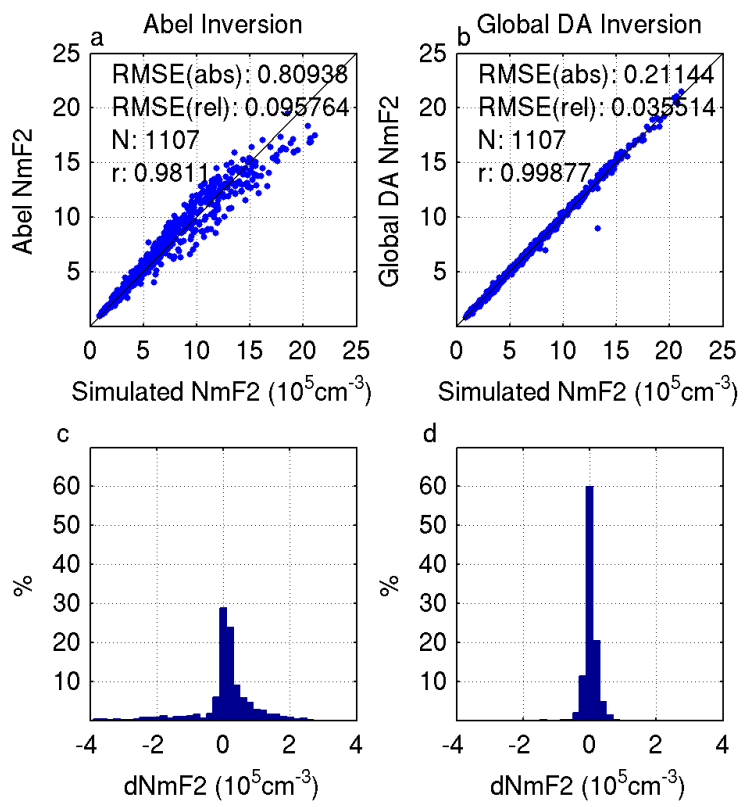 Abel Inversion
a
25
20
15
10
5
RMSE(abs): 0.80938
RMSE(rel): 0.095764
N: 1107
r: 0.9811
Abel NmF2
0 5 10 15 20 25
Simulated NmF2 (10⁵cm⁻³)
Global DA Inversion
b
25
20
15
10
5
RMSE(abs): 0.21144
RMSE(rel): 0.035514
N: 1107
r: 0.99877
Global DA NmF2
0 5 10 15 20 25
Simulated NmF2 (10⁵cm⁻³)
c
60
50
40
30
20
10
%
-4 -2 0 2 4
dNmF2 (10⁵cm⁻³)
d
60
50
40
30
20
10
%
-4 -2 0 2 4
dNmF2 (10⁵cm⁻³)